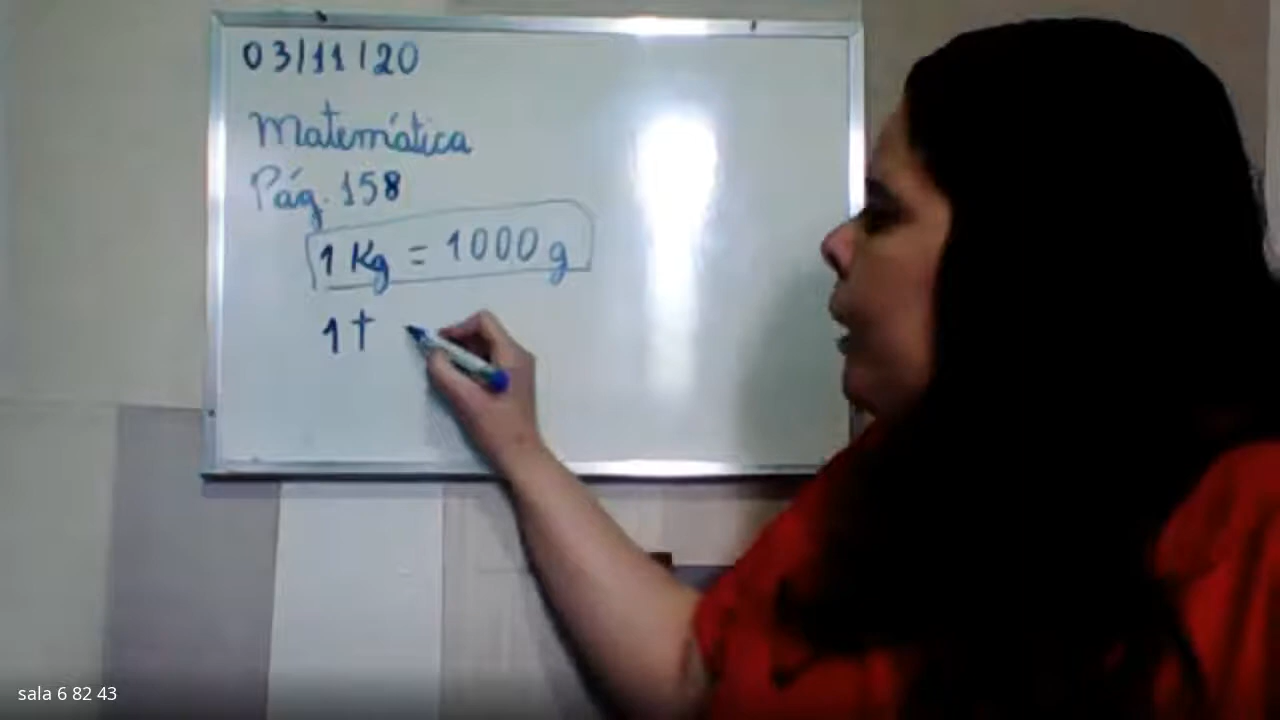 03/11/20
Matemática
Pág. 158
1 Kg = 1000 g
1 t
sala 6 82 43